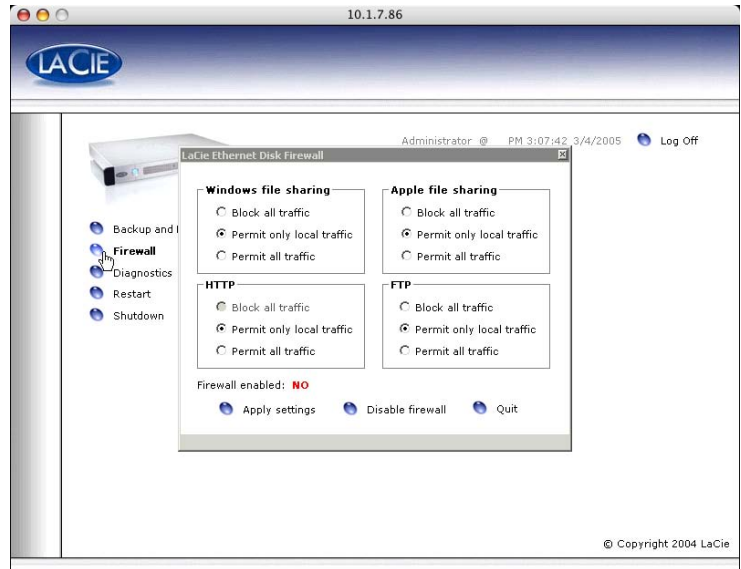 10.1.7.86
LACIE
Administrator @ PM 3:07:42 3/4/2005 Log Off
LaCie Ethernet Disk Firewall
Windows file sharing
Block all traffic
Permit only local traffic
Permit all traffic
Apple file sharing
Block all traffic
Permit only local traffic
Permit all traffic
HTTP
Block all traffic
Permit only local traffic
Permit all traffic
FTP
Block all traffic
Permit only local traffic
Permit all traffic
Firewall enabled: NO
Apply settings Disable firewall Quit
Backup and
Firewall
Diagnostics
Restart
Shutdown
© Copyright 2004 LaCie